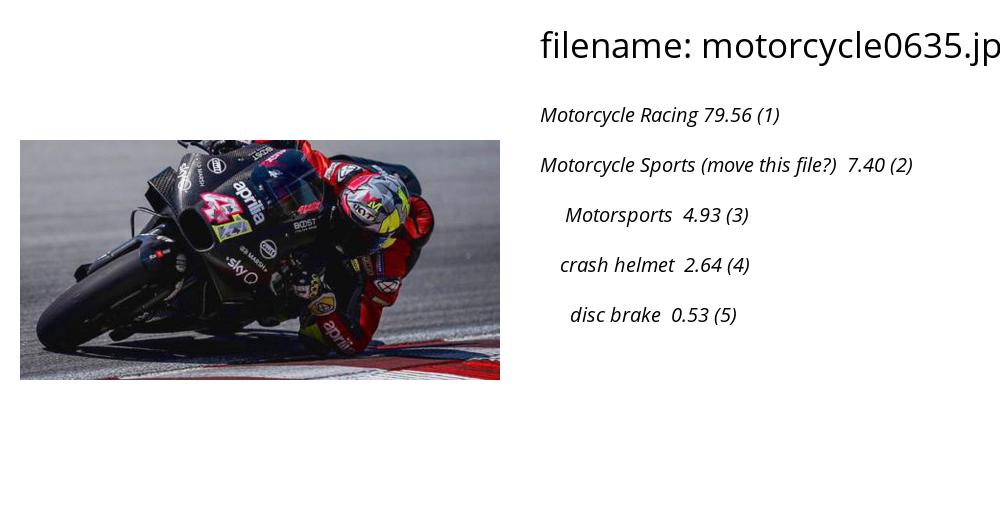 filename: motorcycle0635.jp
Motorcycle Racing 79.56 (1)
Motorcycle Sports (move this file?) 7.40 (2)
Motorsports 4.93 (3)
crash helmet 2.64 (4)
disc brake 0.53 (5)
BOOST
aprilia
41
BOOST
sky
aprilia